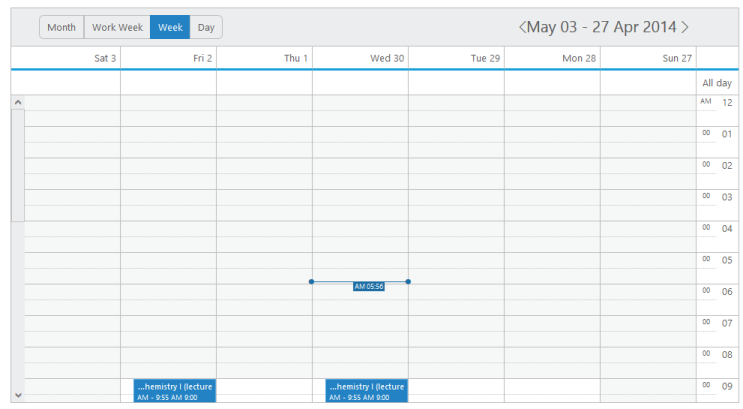 Month Work Week Week Day
<May 03 - 27 Apr 2014>
Sat 3 Fri 2 Thu 1 Wed 30 Tue 29 Mon 28 Sun 27
All day
AM 12
00 01
00 02
00 03
00 04
00 05
AM 05:56
00 06
00 07
00 08
00 09
...hemistry I (lecture ...hemistry I (lecture
AM - 9:55 AM 9:00 AM - 9:55 AM 9:00